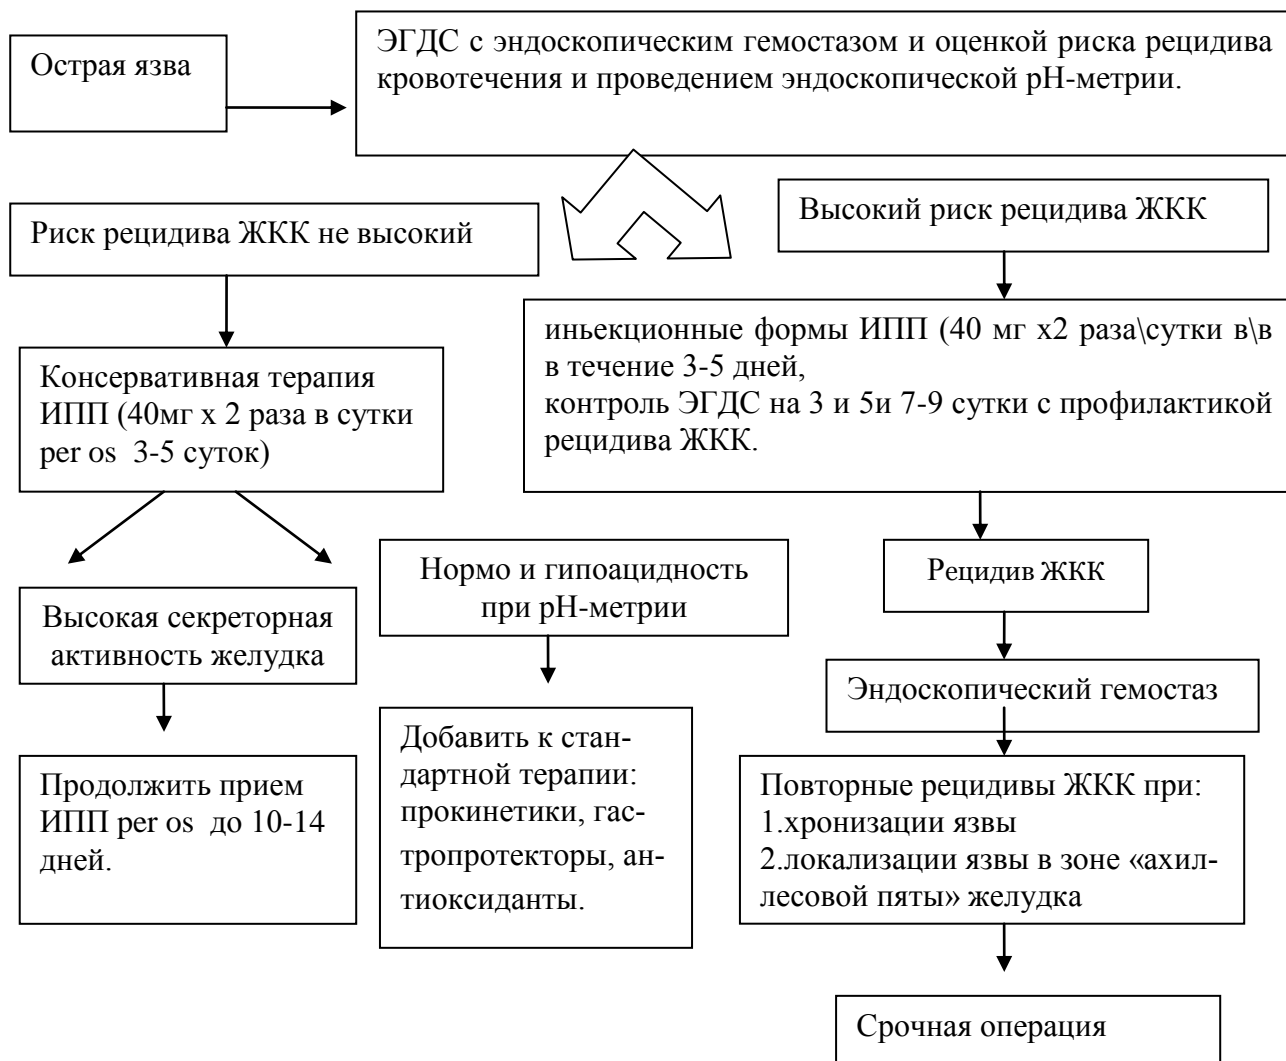 Острая язва
ЭГДС с эндоскопическим гемостазом и оценкой риска рецидива
кровотечения и проведением эндоскопической рН-метрии.
Риск рецидива ЖКК не высокий
Высокий риск рецидива ЖКК
Консервативная терапия
ИПП (40мг х 2 раза в сутки
per os 3-5 суток)
иньекционные формы ИПП (40 мг х2 раза\сутки в\в
в течение 3-5 дней,
контроль ЭГДС на 3 и 5и 7-9 сутки с профилактикой
рецидива ЖКК.
Высокая секреторная
активность желудка
Нормо и гипоацидность
при рН-метрии
Рецидив ЖКК
Эндоскопический гемостаз
Продолжить прием
ИПП per os до 10-14
дней.
Добавить к стан-
дартной терапии:
прокинетики, гас-
тропротекторы, ан-
тиоксиданты.
Повторные рецидивы ЖКК при:
1.хронизации язвы
2.локализации язвы в зоне «ахил-
лесовой пяты» желудка
Срочная операция